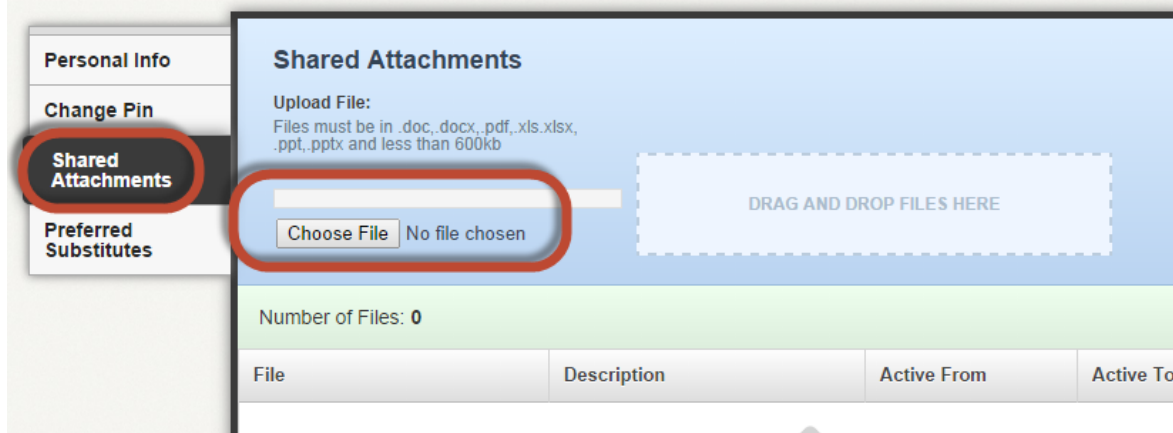 Personal Info
Change Pin
Shared
Attachments
Preferred
Substitutes
Shared Attachments
Upload File:
Files must be in .doc,.docx,.pdf,.xls.xlsx,
.ppt,.pptx and less than 600kb
Choose File No file chosen
DRAG AND DROP FILES HERE
Number of Files: 0
File Description Active From Active To